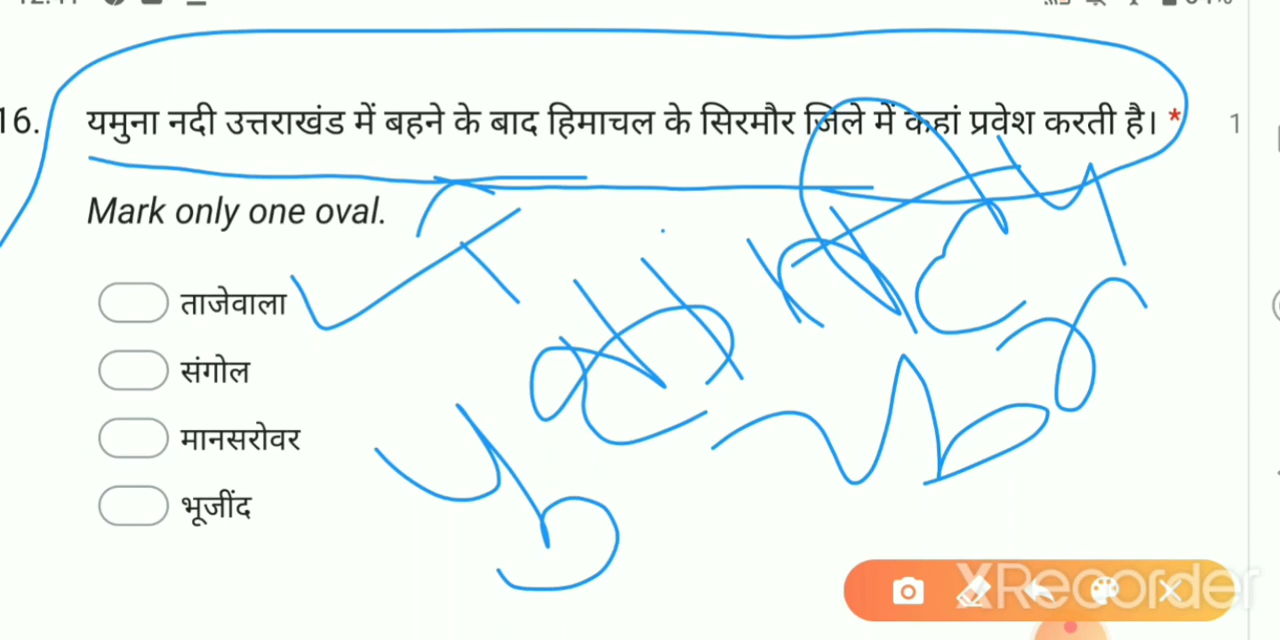 16. यमुना नदी उत्तराखंड में बहने के बाद हिमाचल के सिरमौर जिले में कहां प्रवेश करती है। * 1
Mark only one oval.
ताजेवाला
संगोल
मानसरोवर
भूजींद
XRecorder